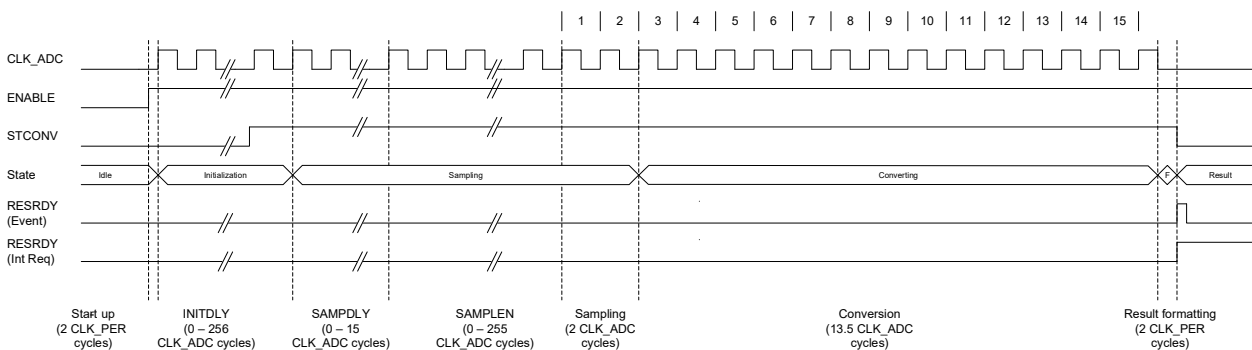 1 2 3 4 5 6 7 8 9 10 11 12 13 14 15
CLK_ADC
ENABLE
STCONV
State Idle Initialization Sampling Converting F Result
RESRDY
(Event)
RESRDY
(Int Req)
Start up INITDLY SAMPDLY SAMPLEN Sampling Conversion Result formatting
(2 CLK_PER (0 – 256 (0 – 15 (0 – 255 (2 CLK_ADC (13.5 CLK_ADC (2 CLK_PER
cycles) CLK_ADC cycles) CLK_ADC cycles) CLK_ADC cycles) cycles) cycles) cycles)